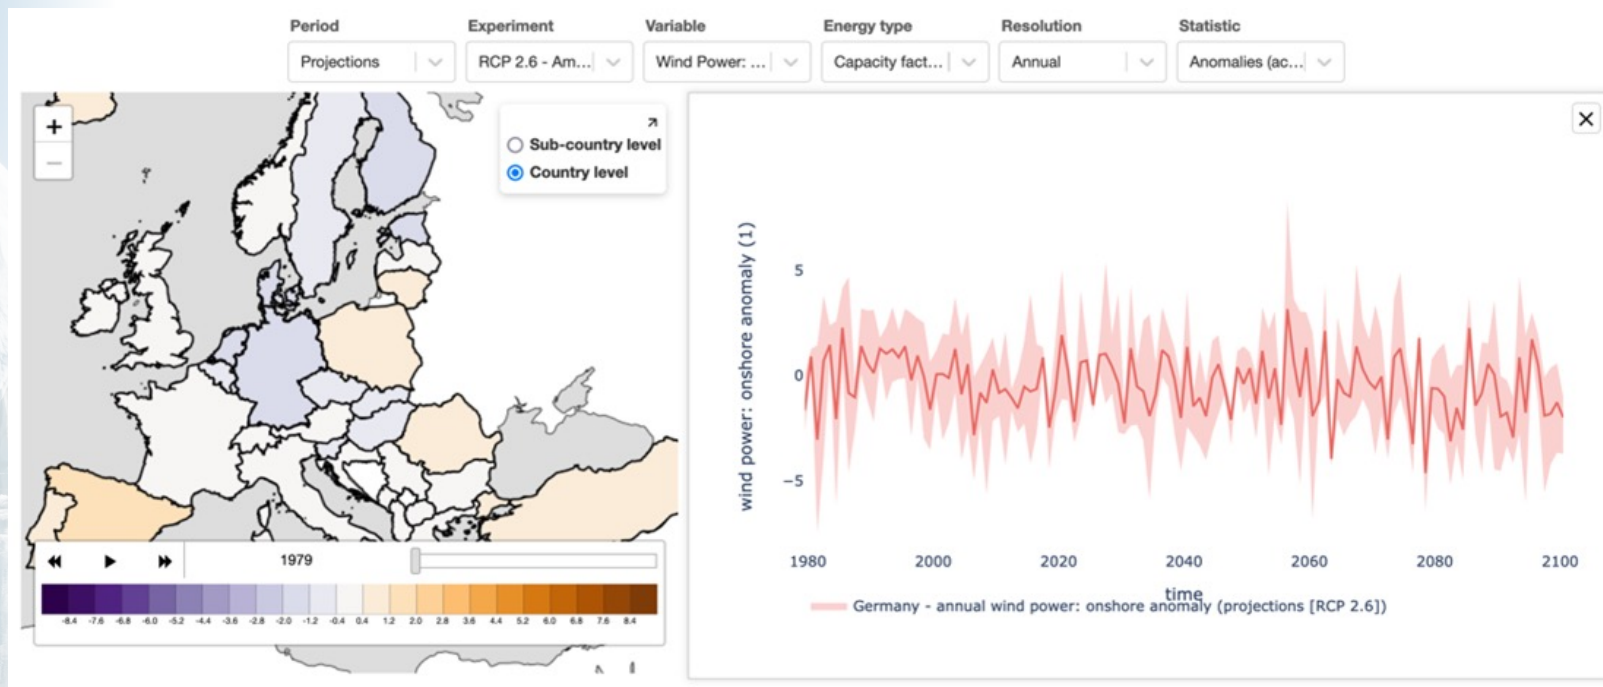 Period Experiment Variable Energy type Resolution Statistic
Projections RCP 2.6 - Am... Wind Power: ... Capacity fact... Annual Anomalies (ac...
+
−
Sub-country level
Country level
1979
-8.4 -7.6 -6.8 -6.0 -5.2 -4.4 -3.6 -2.8 -2.0 -1.2 -0.4 0.4 1.2 2.0 2.8 3.6 4.4 5.2 6.0 6.8 7.6 8.4
wind power: onshore anomaly (1)
5
0
−5
1980 2000 2020 2040 2060 2080 2100
time
Germany - annual wind power: onshore anomaly (projections [RCP 2.6])